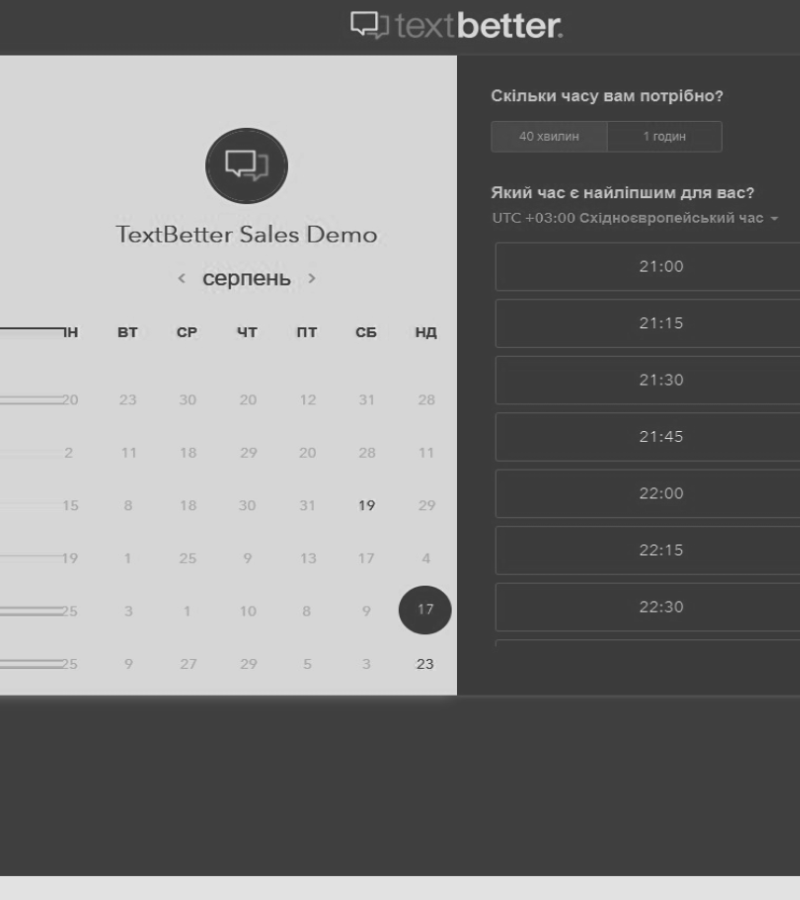 textbetter.
TextBetter Sales Demo
< серпень >
ПН ВТ СР ЧТ ПТ СБ НД
20 23 30 20 12 31 28
2 11 18 29 20 28 11
15 8 18 30 31 19 29
19 1 25 9 13 17 4
25 3 1 10 8 9 17
25 9 27 29 5 3 23
Скільки часу вам потрібно?
40 хвилин 1 годин
Який час є найліпшим для вас?
UTC +03:00 Східноєвропейський час
21:00
21:15
21:30
21:45
22:00
22:15
22:30